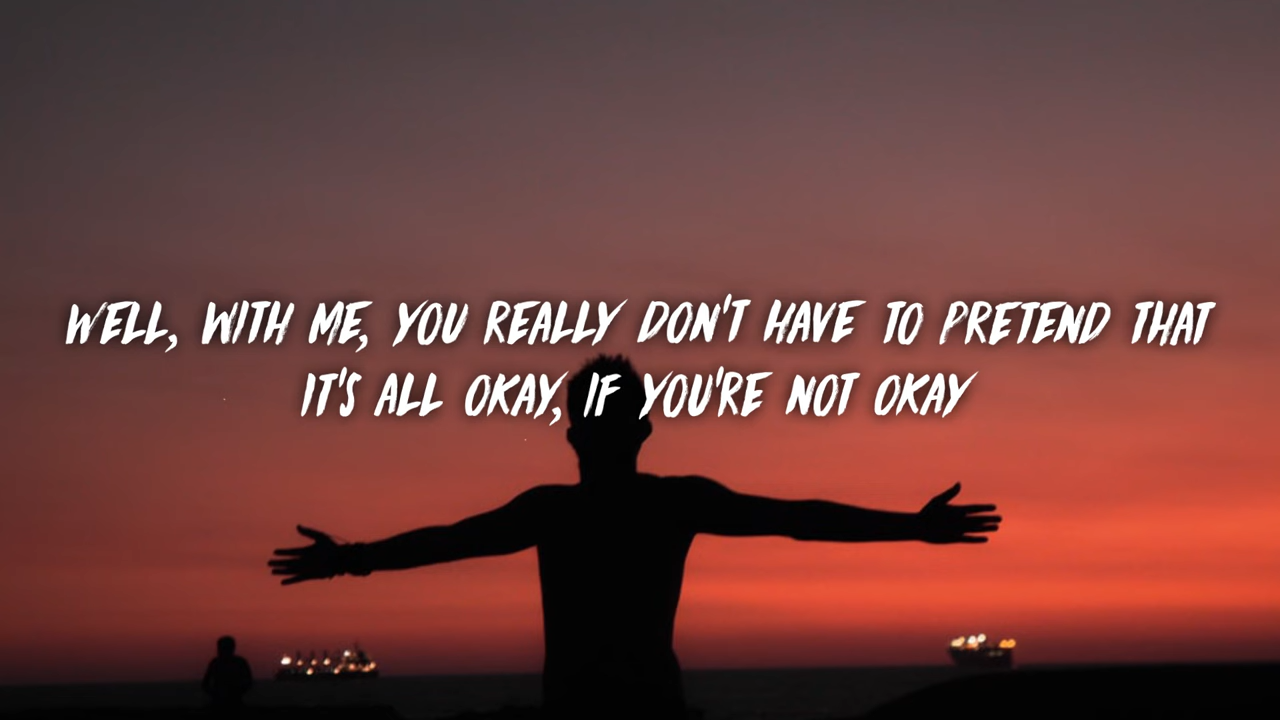 WELL, WITH ME, YOU REALLY DON'T HAVE TO PRETEND THAT
IT'S ALL OKAY, IF YOU'RE NOT OKAY